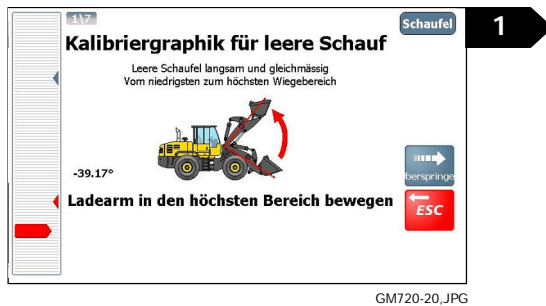 1\7
Schaufel
1
Kalibriergraphik für leere Schauf
Leere Schaufel langsam und gleichmässig
Vom niedrigsten zum höchsten Wiegebereich
-39.17°
berspringe
Ladearm in den höchsten Bereich bewegen
ESC
GM720-20,JPG